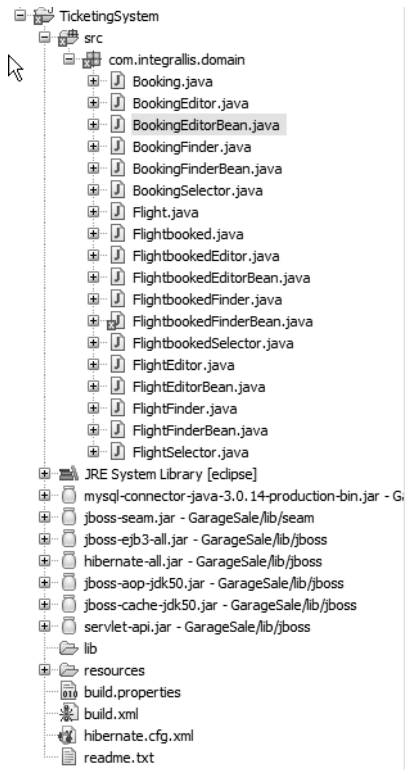 TicketingSystem
src
com.integrallis.domain
Booking.java
BookingEditor.java
BookingEditorBean.java
BookingFinder.java
BookingFinderBean.java
BookingSelector.java
Flight.java
Flightbooked.java
FlightbookedEditor.java
FlightbookedEditorBean.java
FlightbookedFinder.java
FlightbookedFinderBean.java
FlightbookedSelector.java
FlightEditor.java
FlightEditorBean.java
FlightFinder.java
FlightFinderBean.java
FlightSelector.java
JRE System Library [eclipse]
mysql-connector-java-3.0.14-production-bin.jar - G
jboss-seam.jar - GarageSale/lib/seam
jboss-ejb3-all.jar - GarageSale/lib/jboss
hibernate-all.jar - GarageSale/lib/jboss
jboss-aop-jdk50.jar - GarageSale/lib/jboss
jboss-cache-jdk50.jar - GarageSale/lib/jboss
servlet-api.jar - GarageSale/lib/jboss
lib
resources
build.properties
build.xml
hibernate.cfg.xml
readme.txt